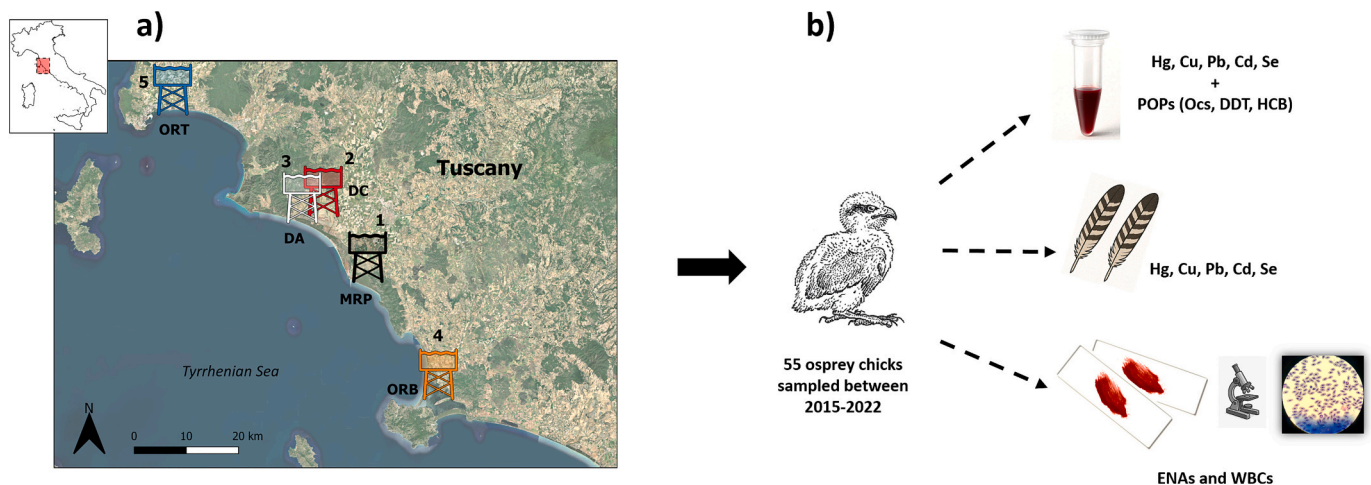 a)
5
ORT
3
2
DC
DA
Tuscany
1
MRP
4
ORB
Tyrrhenian Sea
N
0 10 20 km
b)
55 osprey chicks
sampled between
2015-2022
Hg, Cu, Pb, Cd, Se
+
POPs (Ocs, DDT, HCB)
Hg, Cu, Pb, Cd, Se
ENAs and WBCs